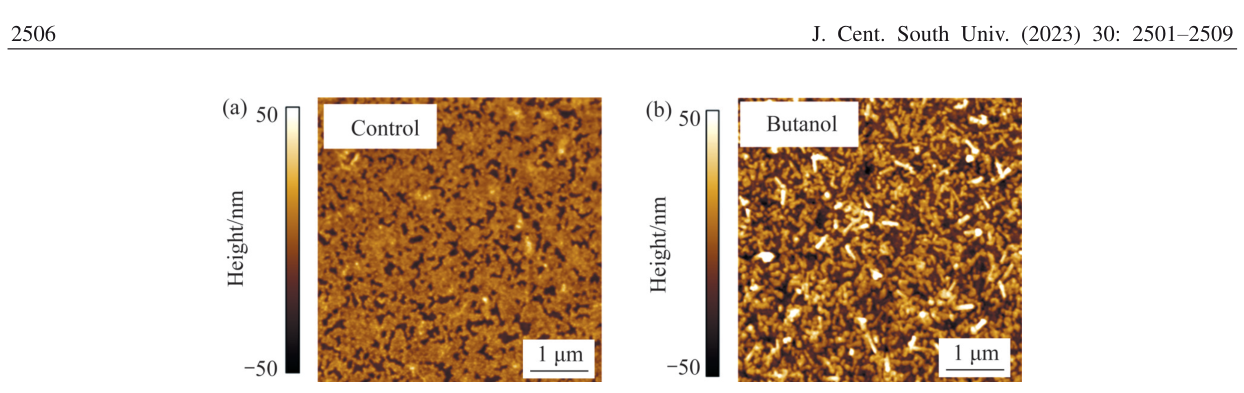 2506
J. Cent. South Univ. (2023) 30: 2501–2509
(a)
50
Control
Height/nm
−50
1 μm
(b)
50
Butanol
Height/nm
−50
1 μm